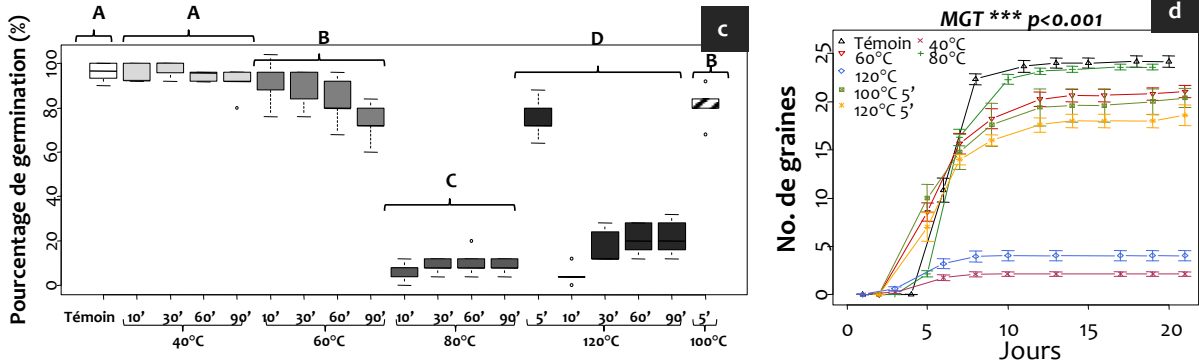 c
Pourcentage de germination (%)
0 20 40 60 80 100
A A B C D B
Témoin 10' 30' 60' 90' 10' 30' 60' 90' 10' 30' 60' 90' 5' 10' 30' 60' 90' 5'
40°C 60°C 80°C 120°C 100°C
d
MGT *** p<0.001
Témoin 40°C
60°C 80°C
120°C
100°C 5'
120°C 5'
No. de graines
0 5 10 15 20 25
0 5 10 15 20
Jours